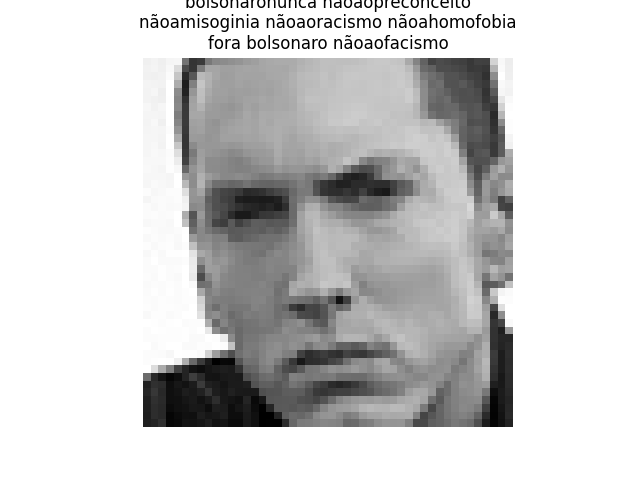 bolsonaronunca nãoaopreconceito
nãoamisoginia nãoaoracismo nãoahomofobia
fora bolsonaro nãoaofacismo